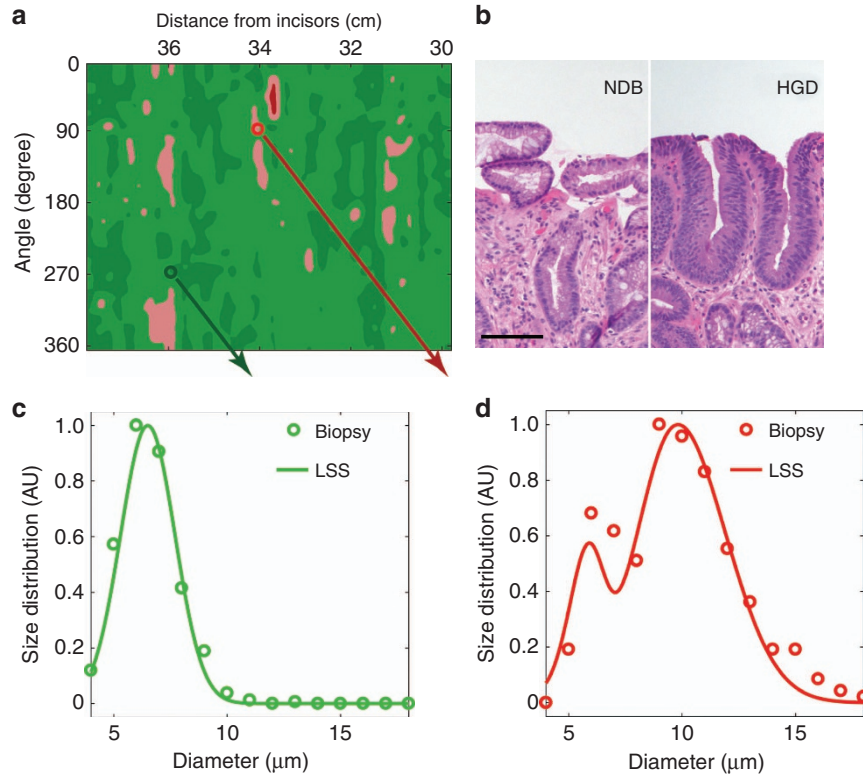 a
Distance from incisors (cm)
36 34 32 30
0
90
180
270
360
Angle (degree)
b
NDB
HGD
c
1.0
0.8
0.6
0.4
0.2
0
Size distribution (AU)
Biopsy
LSS
5 10 15
Diameter (μm)
d
1.0
0.8
0.6
0.4
0.2
0
Size distribution (AU)
Biopsy
LSS
5 10 15
Diameter (μm)